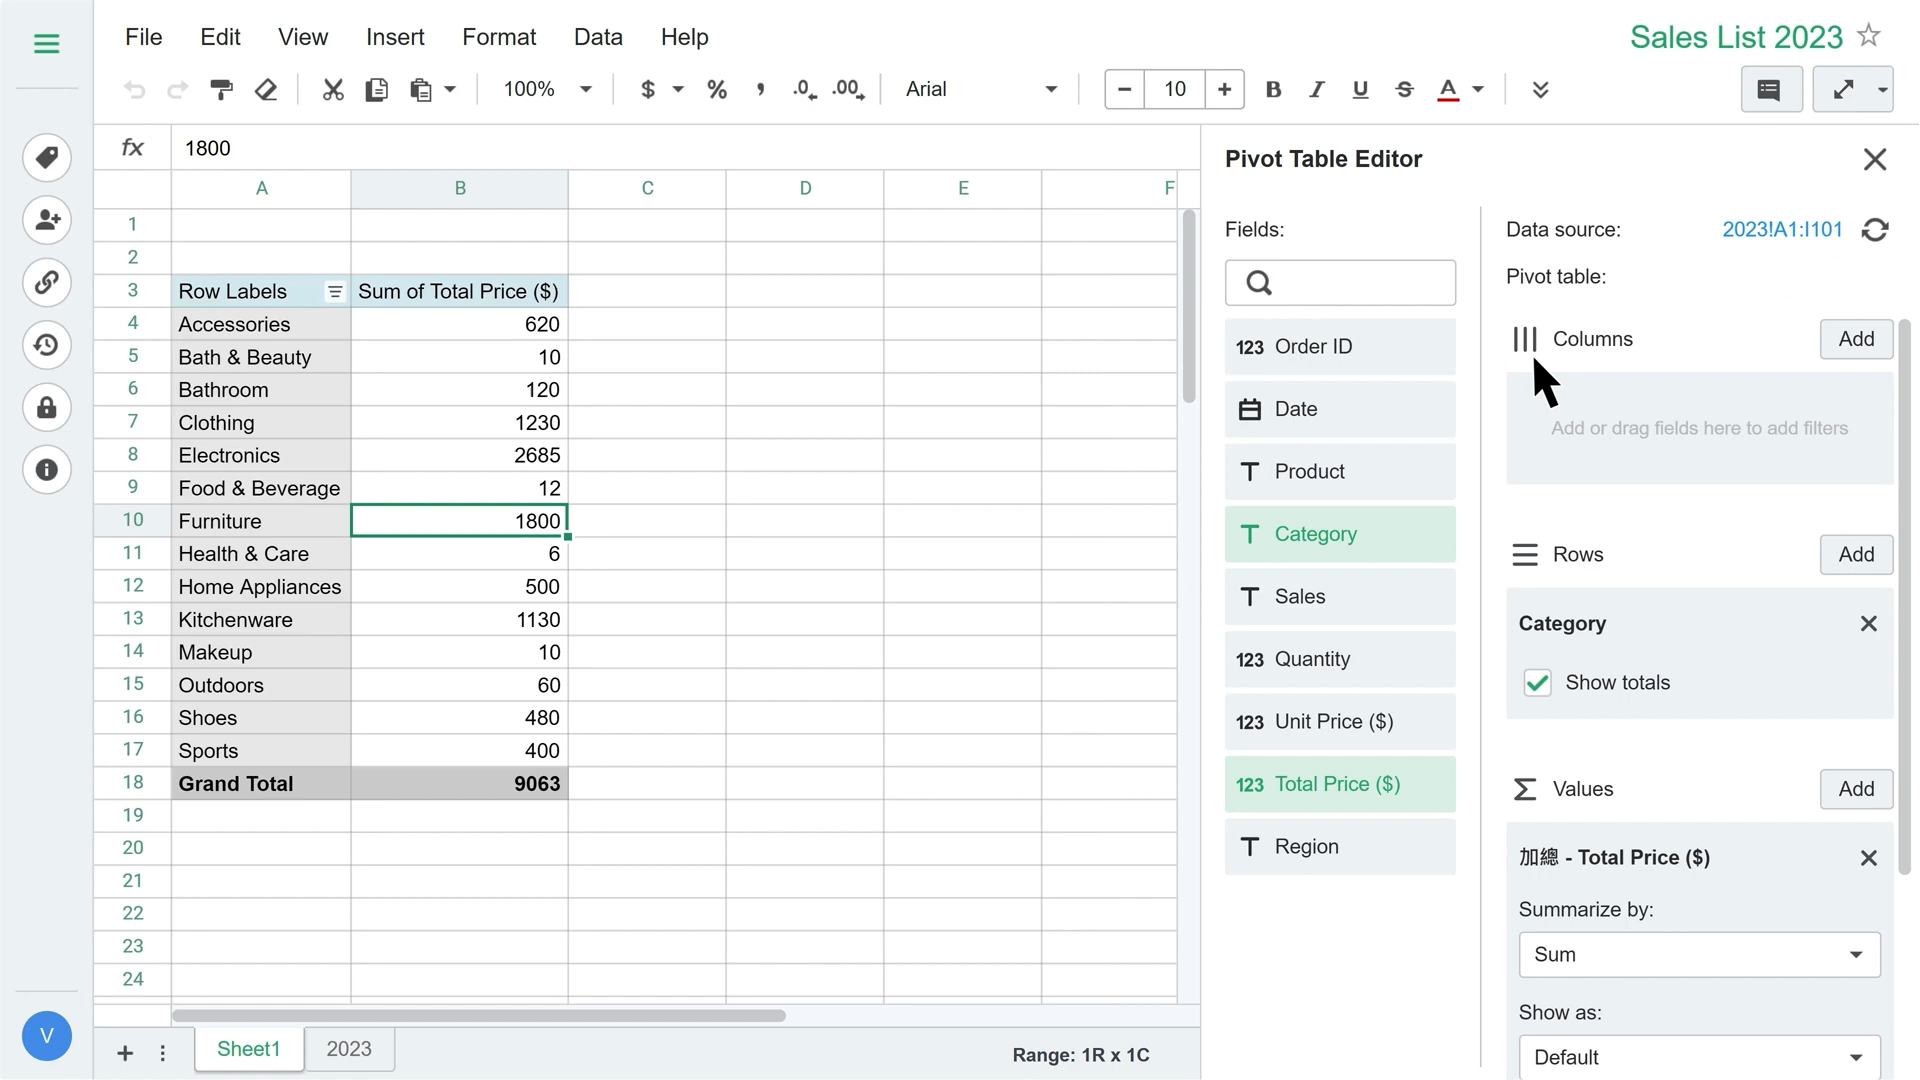 File Edit View Insert Format Data Help
Sales List 2023
100% $ % , .0 .00 Arial − 10 + B I U S A
fx 1800
A B C D E F
1
2
3 Row Labels Sum of Total Price ($)
4 Accessories 620
5 Bath & Beauty 10
6 Bathroom 120
7 Clothing 1230
8 Electronics 2685
9 Food & Beverage 12
10 Furniture 1800
11 Health & Care 6
12 Home Appliances 500
13 Kitchenware 1130
14 Makeup 10
15 Outdoors 60
16 Shoes 480
17 Sports 400
18 Grand Total 9063
19
20
21
22
23
24
V
+ Sheet1 2023 Range: 1R x 1C
Pivot Table Editor
Fields:
123 Order ID
Date
T Product
T Category
T Sales
123 Quantity
123 Unit Price ($)
123 Total Price ($)
T Region
Data source: 2023!A1:I101
Pivot table:
Columns Add
Add or drag fields here to add filters
Rows Add
Category
Show totals
Σ Values Add
加總 - Total Price ($)
Summarize by:
Sum
Show as:
Default